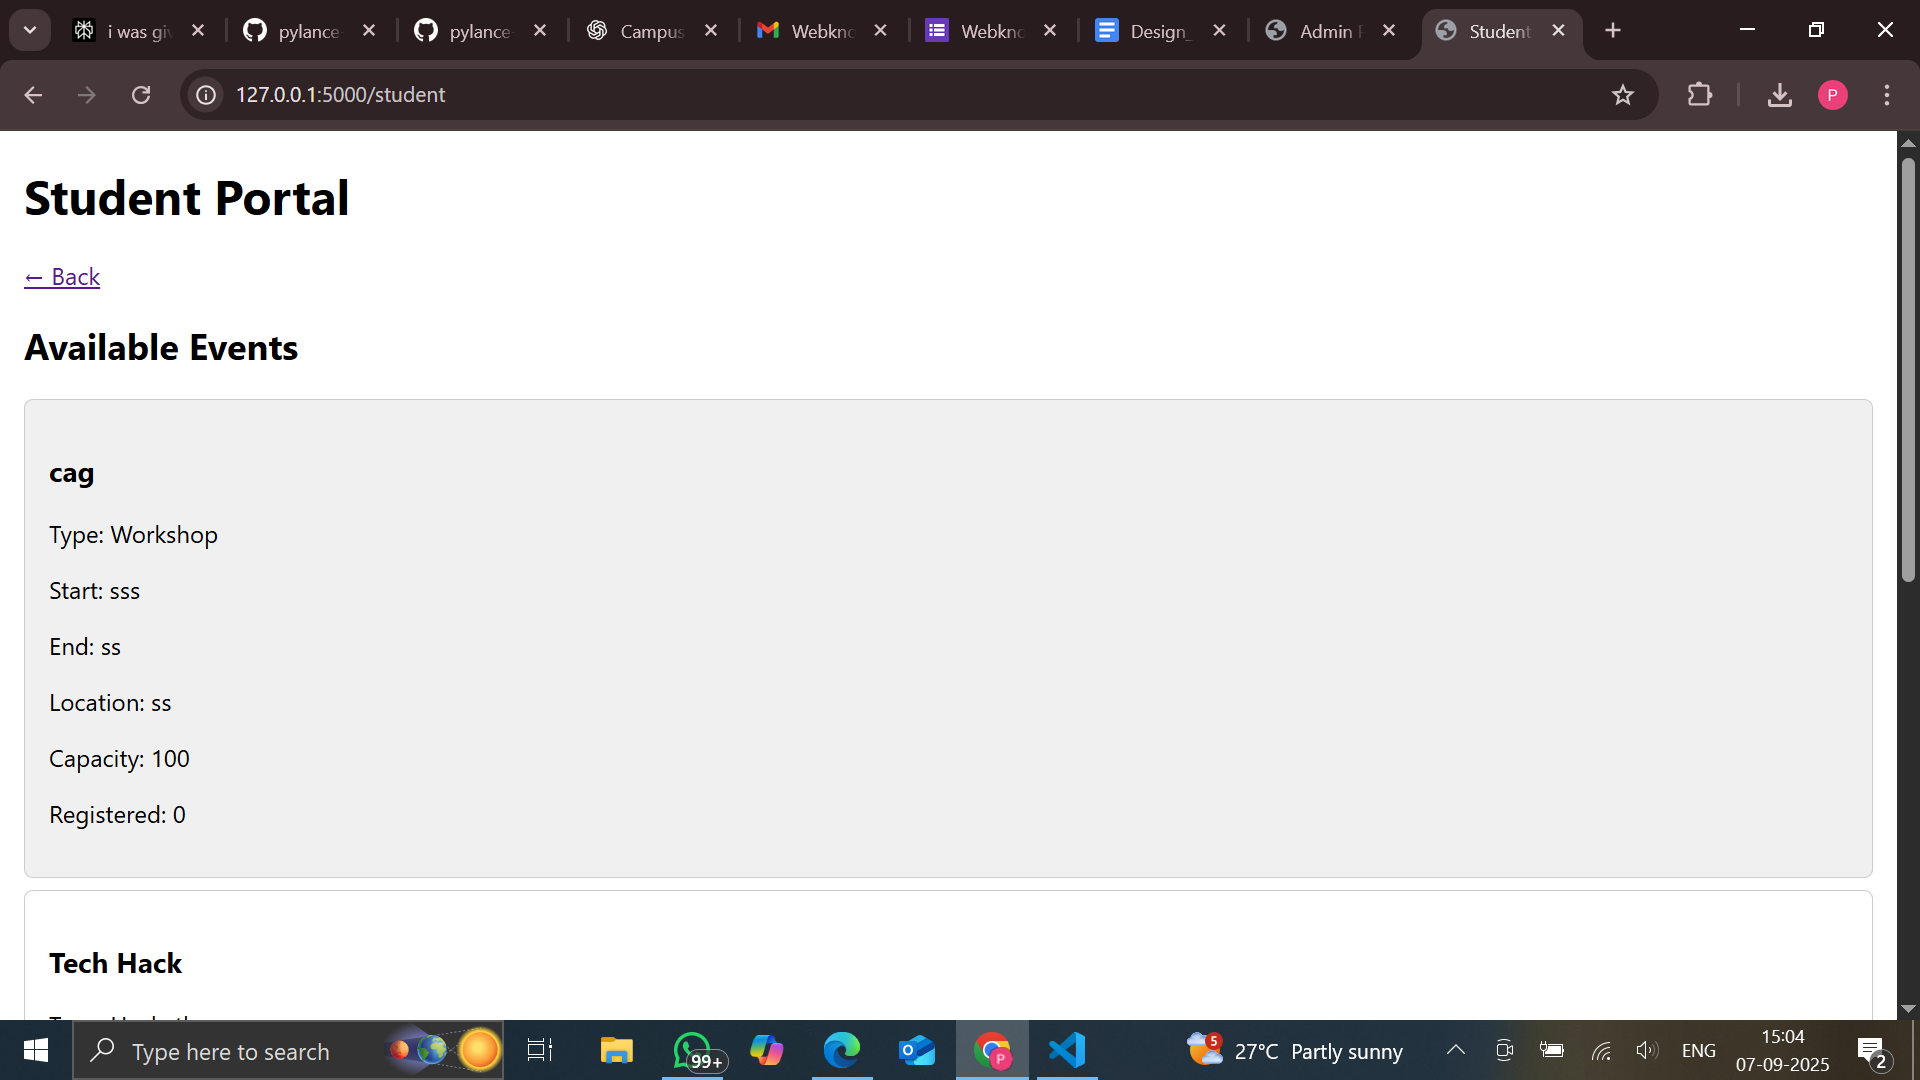 i was giv
pylance-
pylance-
Campus
Webkno
Webkno
Design_
Admin P
Student
127.0.0.1:5000/student
P
Student Portal
← Back
Available Events
cag
Type: Workshop
Start: sss
End: ss
Location: ss
Capacity: 100
Registered: 0
Tech Hack
Type here to search
99+
P
5
27°C Partly sunny
ENG
15:04
07-09-2025
2